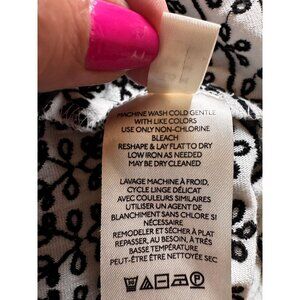 MACHINE WASH COLD GENTLE
WITH LIKE COLORS
USE ONLY NON-CHLORINE
BLEACH
RESHAPE & LAY FLAT TO DRY
LOW IRON AS NEEDED
MAY BE DRY CLEANED
LAVAGE MACHINE À FROID,
CYCLE LINGE DÉLICAT
AVEC COULEURS SIMILAIRES
UTILISER UN AGENT DE
BLANCHIMENT SANS CHLORE SI
NÉCESSAIRE
REMODELER ET SÉCHER À PLAT
REPASSER, AU BESOIN, À TRÈS
BASSE TEMPÉRATURE
PEUT-ÊTRE ÊTRE NETTOYÉE SEC